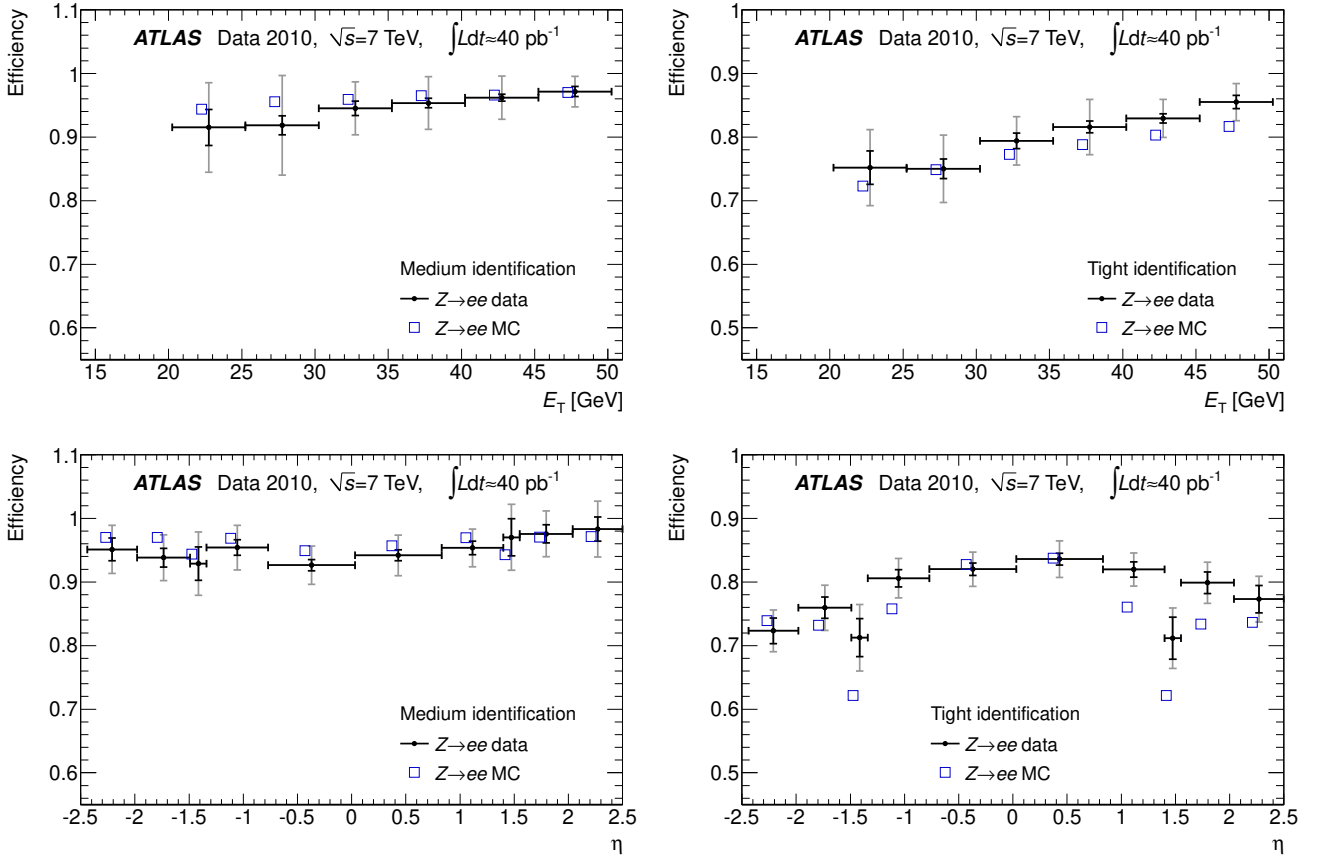 Efficiency
1.1
1
0.9
0.8
0.7
0.6
ATLAS Data 2010, √s=7 TeV, ∫Ldt≈40 pb⁻¹
Medium identification
Z→ee data
Z→ee MC
15 20 25 30 35 40 45 50
E_T [GeV]
Efficiency
1
0.9
0.8
0.7
0.6
0.5
ATLAS Data 2010, √s=7 TeV, ∫Ldt≈40 pb⁻¹
Tight identification
Z→ee data
Z→ee MC
15 20 25 30 35 40 45 50
E_T [GeV]
Efficiency
1.1
1
0.9
0.8
0.7
0.6
ATLAS Data 2010, √s=7 TeV, ∫Ldt≈40 pb⁻¹
Medium identification
Z→ee data
Z→ee MC
-2.5 -2 -1.5 -1 -0.5 0 0.5 1 1.5 2 2.5
η
Efficiency
1
0.9
0.8
0.7
0.6
0.5
ATLAS Data 2010, √s=7 TeV, ∫Ldt≈40 pb⁻¹
Tight identification
Z→ee data
Z→ee MC
-2.5 -2 -1.5 -1 -0.5 0 0.5 1 1.5 2 2.5
η